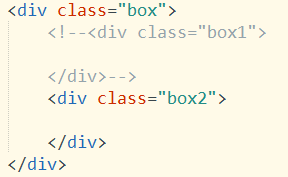 <div class="box">
    <!--<div class="box1">

    </div>-->
    <div class="box2">

    </div>
</div>